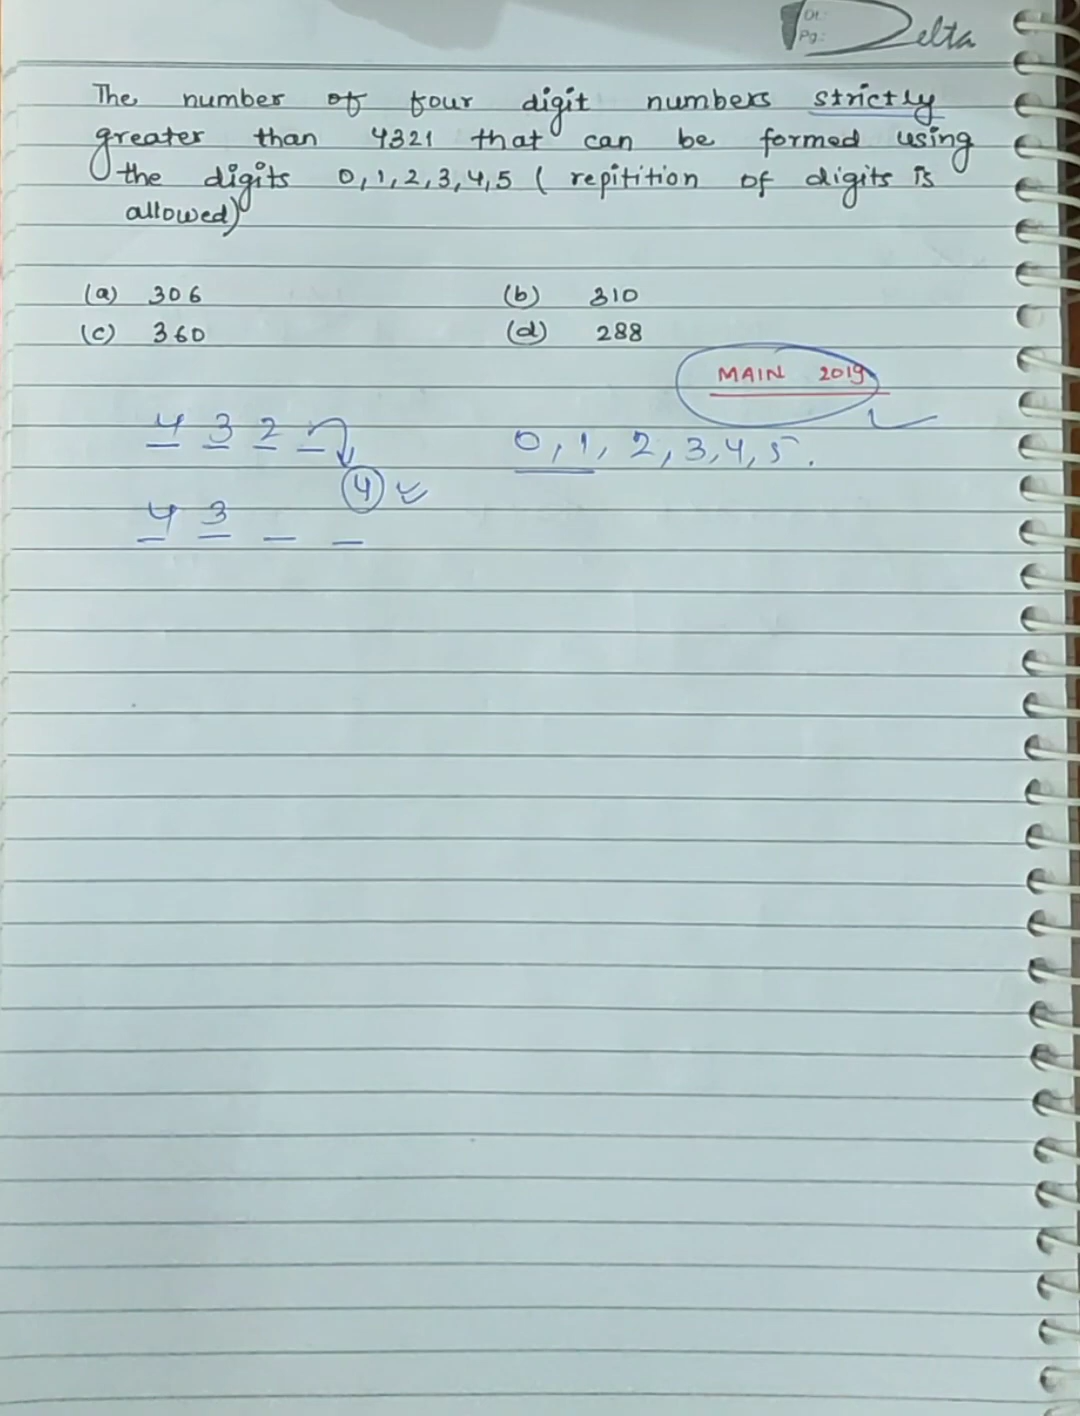 Dt.:
Pg.:
Delta
The number of four digit numbers strictly
greater than 4321 that can be formed using
the digits 0,1,2,3,4,5 ( repitition of digits is
allowed)
(a) 306 (b) 310
(c) 360 (d) 288
MAIN 2019
4 3 2 _ 0,1,2,3,4,5.
4
4 3 _ _